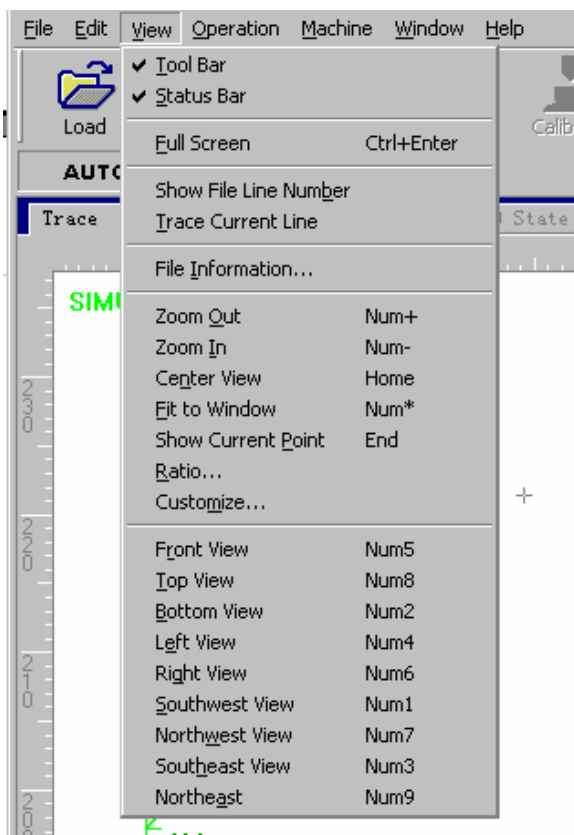 File Edit View Operation Machine Window Help
Tool Bar
Status Bar
Load
Full Screen Ctrl+Enter
Show File Line Number
Trace State
Trace Current Line
File Information...
Zoom Out Num+
Zoom In Num-
Center View Home
230
Fit to Window Num*
Show Current Point End
Ratio...
Customize...
220
Front View Num5
Top View Num8
Bottom View Num2
Left View Num4
210
Right View Num6
Southwest View Num1
Northwest View Num7
Southeast View Num3
Northeast Num9